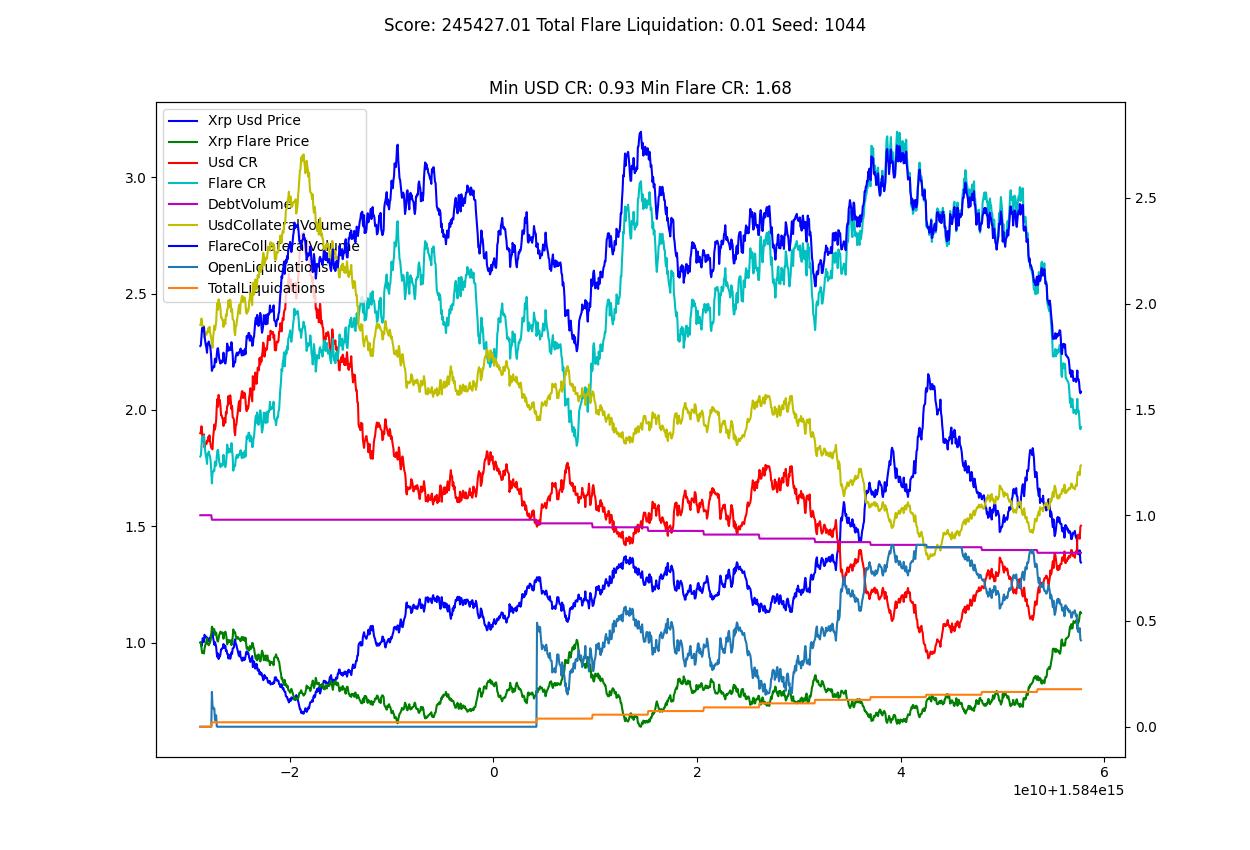 Score: 245427.01 Total Flare Liquidation: 0.01 Seed: 1044
Min USD CR: 0.93 Min Flare CR: 1.68
Xrp Usd Price
Xrp Flare Price
Usd CR
Flare CR
DebtVolume
UsdCollateralVolume
FlareCollateralVolume
OpenLiquidations
TotalLiquidations
3.0
2.5
2.0
1.5
1.0
2.5
2.0
1.5
1.0
0.5
0.0
−2
0
2
4
6
1e10+1.584e15